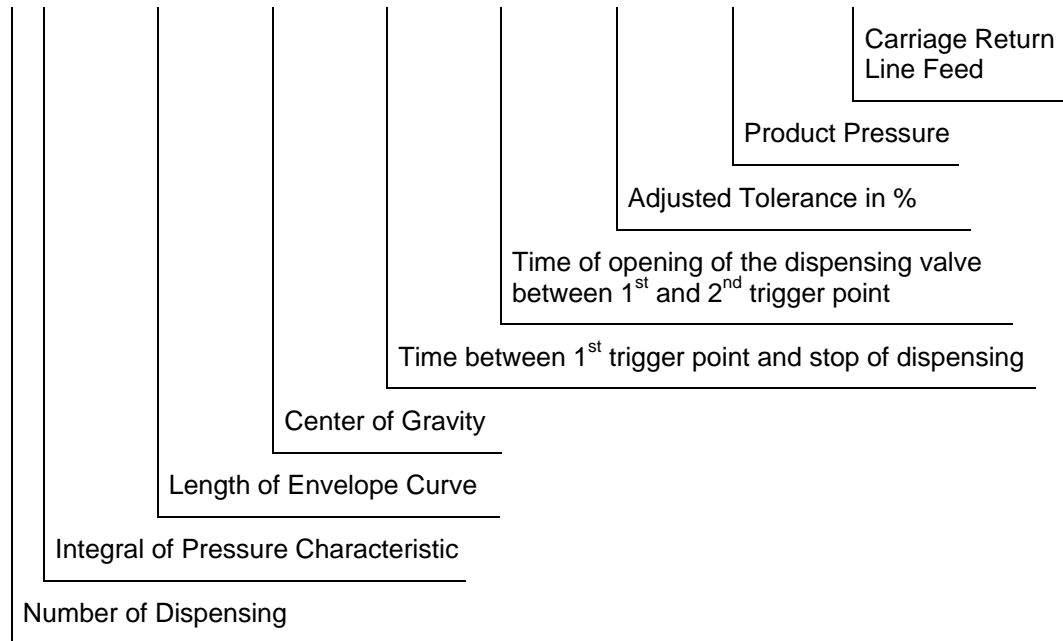 Carriage Return
Line Feed
Product Pressure
Adjusted Tolerance in %
Time of opening of the dispensing valve
between 1st and 2nd trigger point
Time between 1st trigger point and stop of dispensing
Center of Gravity
Length of Envelope Curve
Integral of Pressure Characteristic
Number of Dispensing